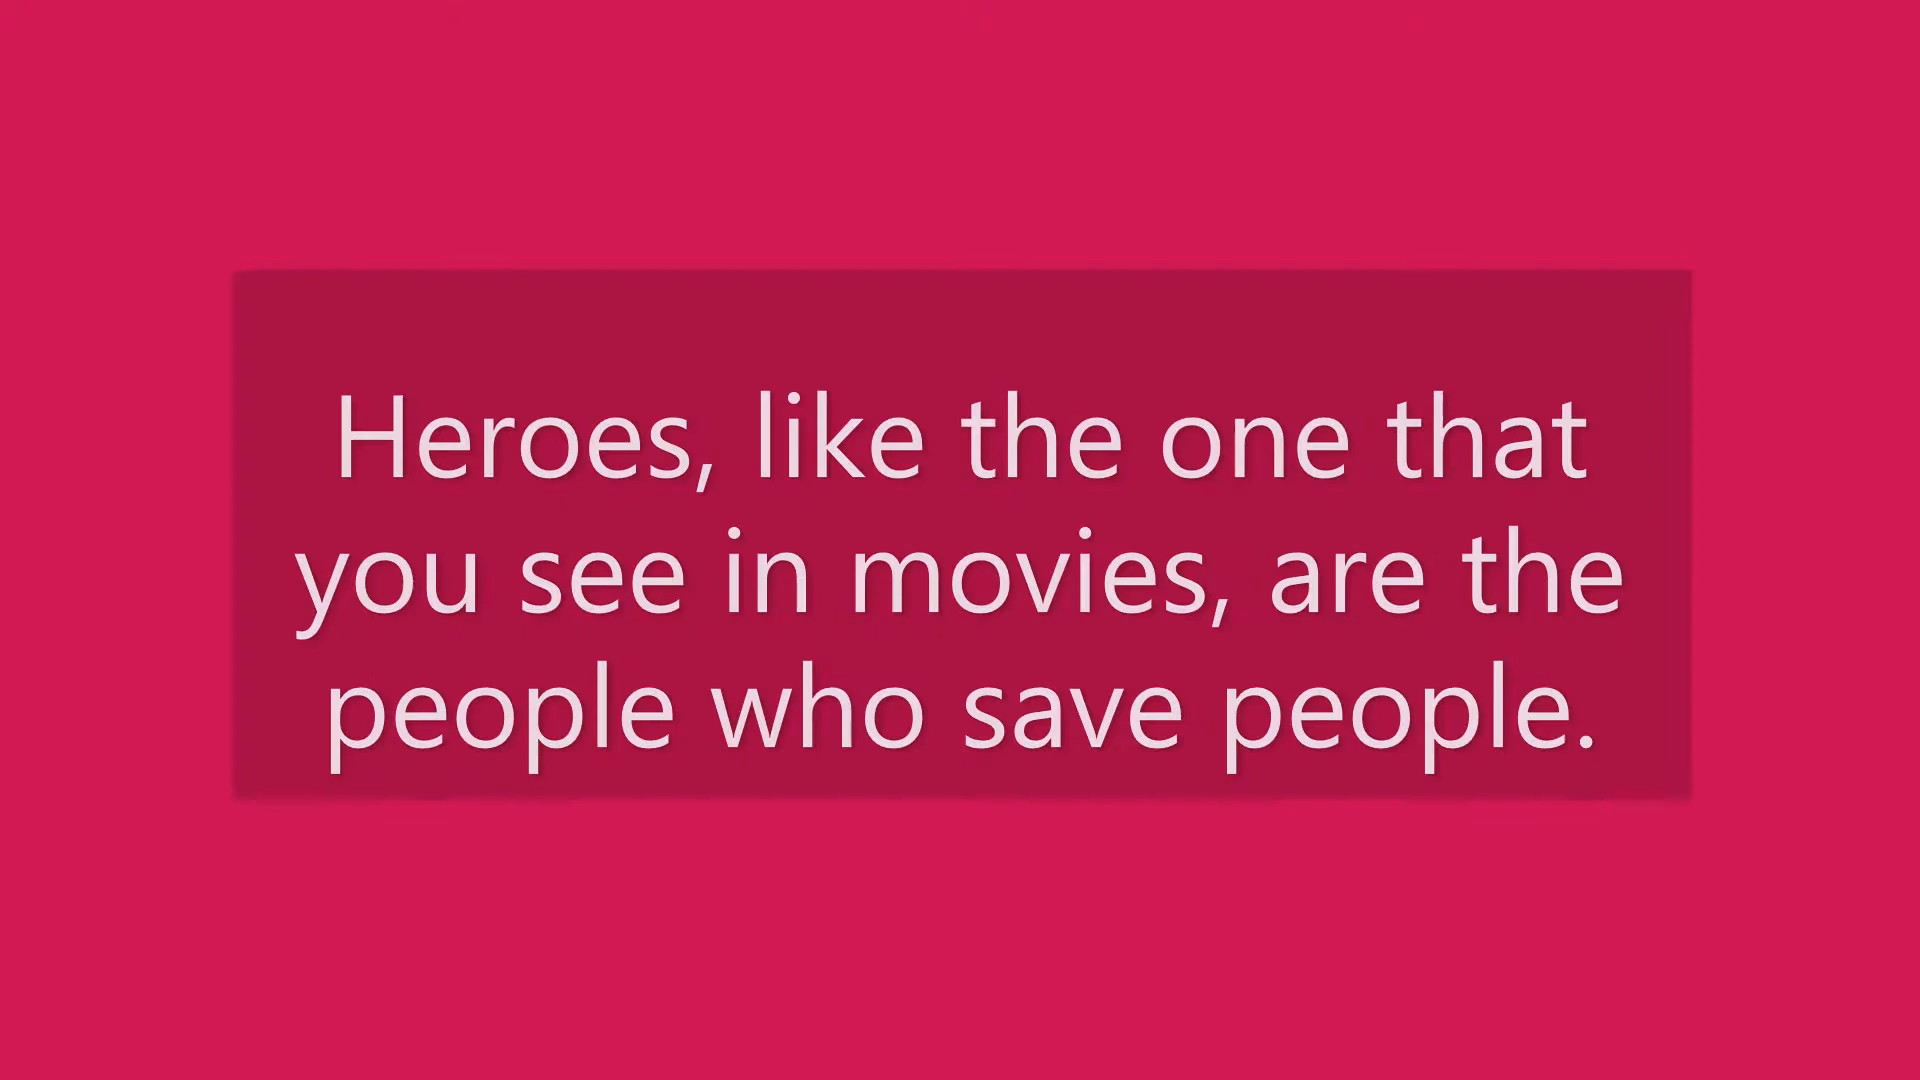 Heroes, like the one that
you see in movies, are the
people who save people.